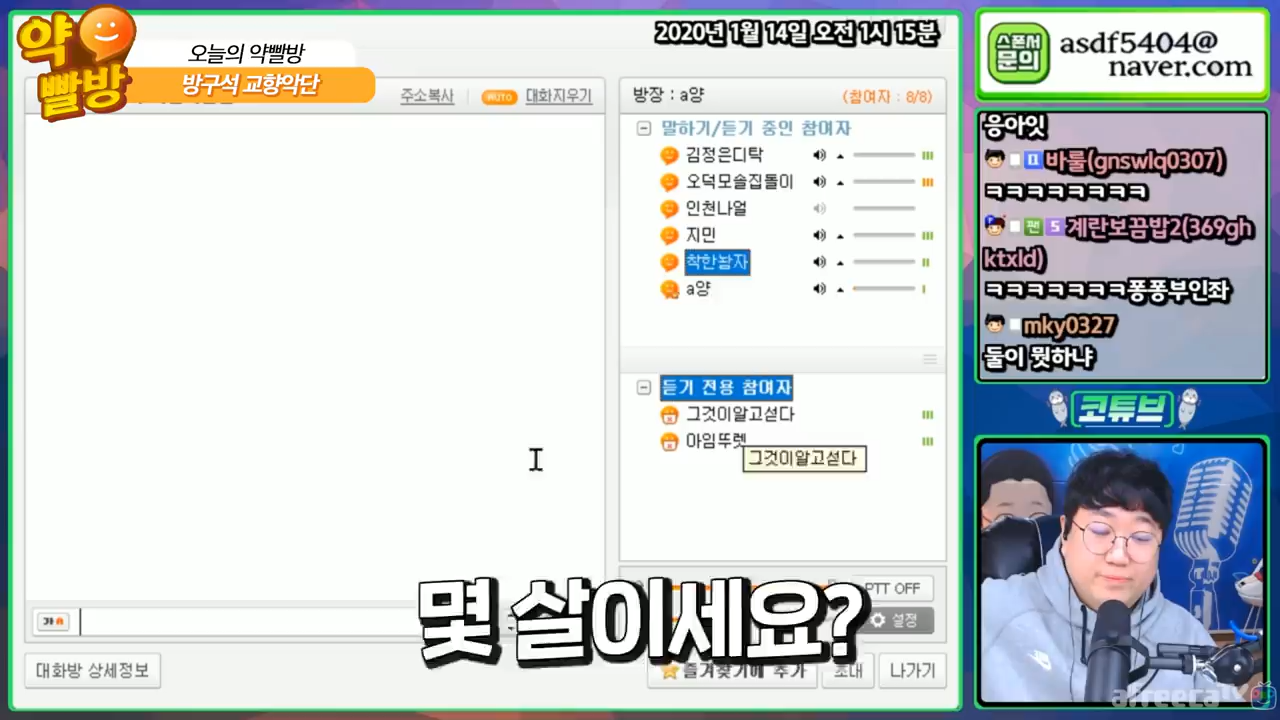 약빨방
오늘의 약빨방
방구석 교향악단
2020년 1월 14일 오전 1시 15분
스폰서
문의
asdf5404@
naver.com
주소복사
AUTO
대화지우기
방장 : a양
(참여자 : 8/8)
말하기/듣기 중인 참여자
김정은디탁
오덕모솔집돌이
인천나얼
지민
착한놩자
a양
듣기 전용 참여자
그것이알고섣다
아임뚜렛
그것이알고섣다
PTT OFF
설정
가
몇 살이세요?
대화방 상세정보
즐겨찾기에 추가
초대
나가기
응아잇
바룰(gnswlq0307)
ㅋㅋㅋㅋㅋㅋㅋㅋ
팬 S 계란보끔밥2(369gh
ktxld)
ㅋㅋㅋㅋㅋㅋㅋ퐁퐁부인좌
mky0327
둘이 뭣하냐
코튜브
afreecaTV